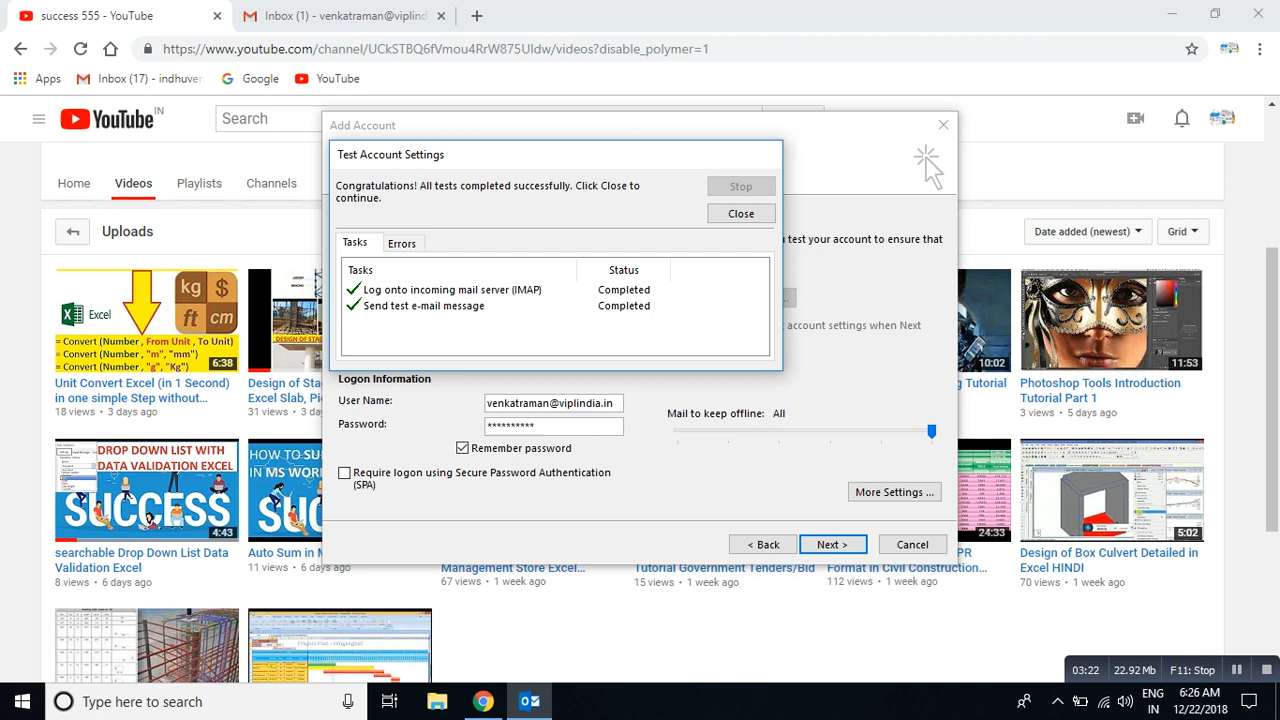 success 555 - YouTube
Inbox (1) - venkatraman@viplindi
https://www.youtube.com/channel/UCkSTBQ6fVmou4RrW875UIdw/videos?disable_polymer=1
Apps
Inbox (17) - indhuven
Google
YouTube
YouTube IN
Search
Add Account
Test Account Settings
Congratulations! All tests completed successfully. Click Close to
continue.
Stop
Close
Home
Videos
Playlists
Channels
Uploads
Date added (newest)
Grid
test your account to ensure that
Tasks
Errors
Tasks
Status
Log onto incoming mail server (IMAP)
Completed
Send test e-mail message
Completed
account settings when Next
kg $
ft cm
Excel
= Convert (Number , From Unit , To Unit)
= Convert (Number , "m", "mm")
= Convert (Number , "g", "Kg")
6:38
10:02
11:53
Unit Convert Excel (in 1 Second)
in one simple Step without...
18 views • 3 days ago
Design of Sta
Excel Slab, Pi
31 views • 3
g Tutorial
Photoshop Tools Introduction
Tutorial Part 1
3 views • 5 days ago
Logon Information
User Name:
venkatraman@viplindia.in
Password:
**********
Remember password
Require logon using Secure Password Authentication
(SPA)
Mail to keep offline: All
More Settings ...
< Back
Next >
Cancel
DROP DOWN LIST WITH
DATA VALIDATION EXCEL
SUCCESS
4:43
HOW TO SU
IN MS WOR
24:33
5:02
searchable Drop Down List Data
Validation Excel
8 views • 6 days ago
Auto Sum in M
11 views • 6 days ago
Management Store Excel...
67 views • 1 week ago
Tutorial Government Tenders/Bid
15 views • 1 week ago
PR
Format in Civil Construction...
112 views • 1 week ago
Design of Box Culvert Detailed in
Excel HINDI
70 views • 1 week ago
03:22
22.92 Mb
F11: Stop
Type here to search
ENG
IN
6:26 AM
12/22/2018